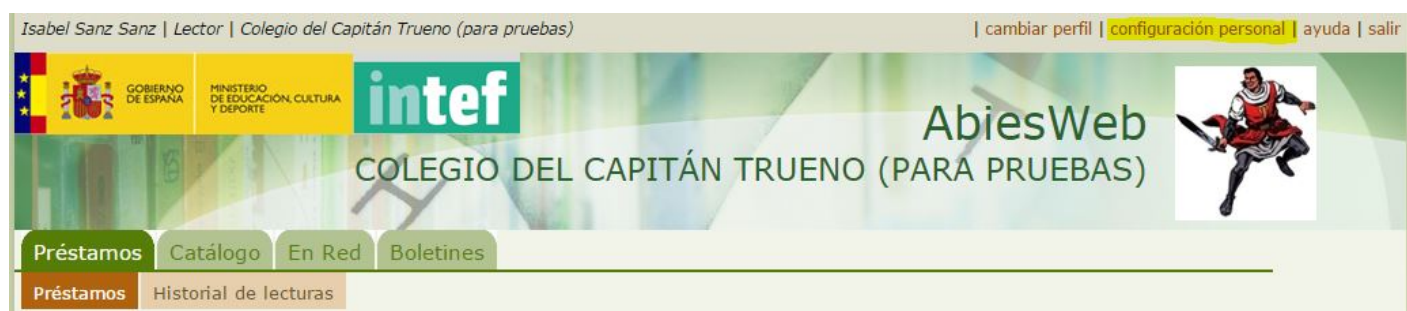 Isabel Sanz Sanz | Lector | Colegio del Capitán Trueno (para pruebas)
| cambiar perfil | configuración personal | ayuda | salir
GOBIERNO
DE ESPAÑA
MINISTERIO
DE EDUCACIÓN, CULTURA
Y DEPORTE
intef
AbiesWeb
COLEGIO DEL CAPITÁN TRUENO (PARA PRUEBAS)
Préstamos Catálogo En Red Boletines
Préstamos Historial de lecturas